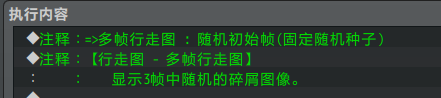 执行内容
◆注释：=>多帧行走图 : 随机初始帧(固定随机种子)
◆注释：【行走图 - 多帧行走图】
：　　：　　显示3帧中随机的碎屑图像。
◆